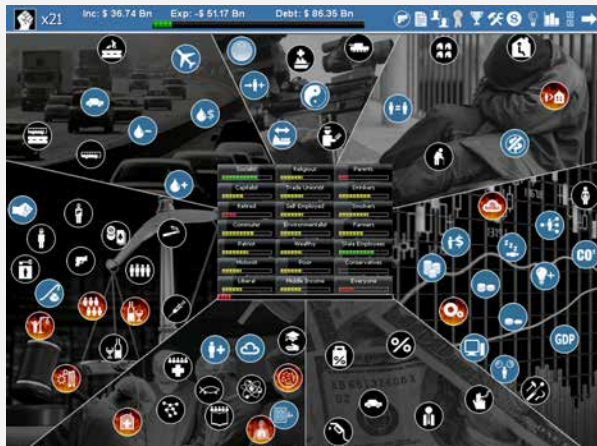 x21 Inc: $ 36.74 Bn Exp: -$ 51.17 Bn Debt: $ 86.35 Bn
Socialist Religious Parents
Capitalist Trade Unionist Drinkers
Retired Self Employed Smokers
Commuter Environmentalist Farmers
Patriot Wealthy State Employees
Motorist Poor Conservatives
Liberal Middle Income Everyone
CO²
GDP